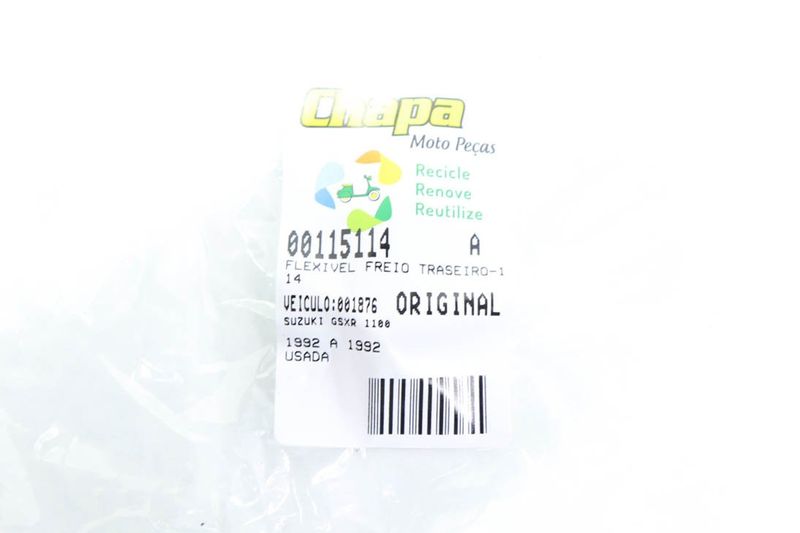 Chapa
Moto Peças
Recicle
Renove
Reutilize
00115114 A
FLEXIVEL FREIO TRASEIRO-1
14
VEICULO:001876 ORIGINAL
SUZUKI GSXR 1100
1992 A 1992
USADA